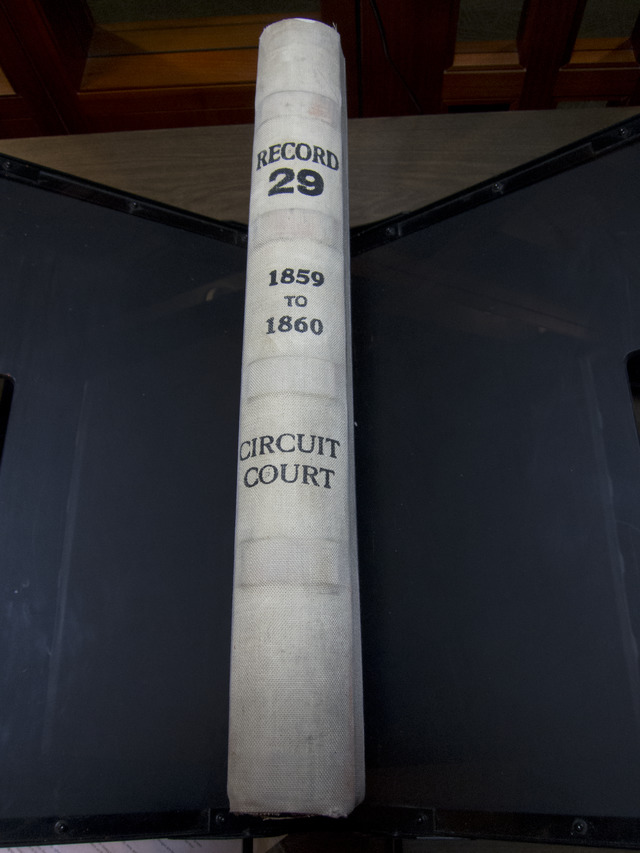 RECORD
29
1859
TO
1860
CIRCUIT
COURT